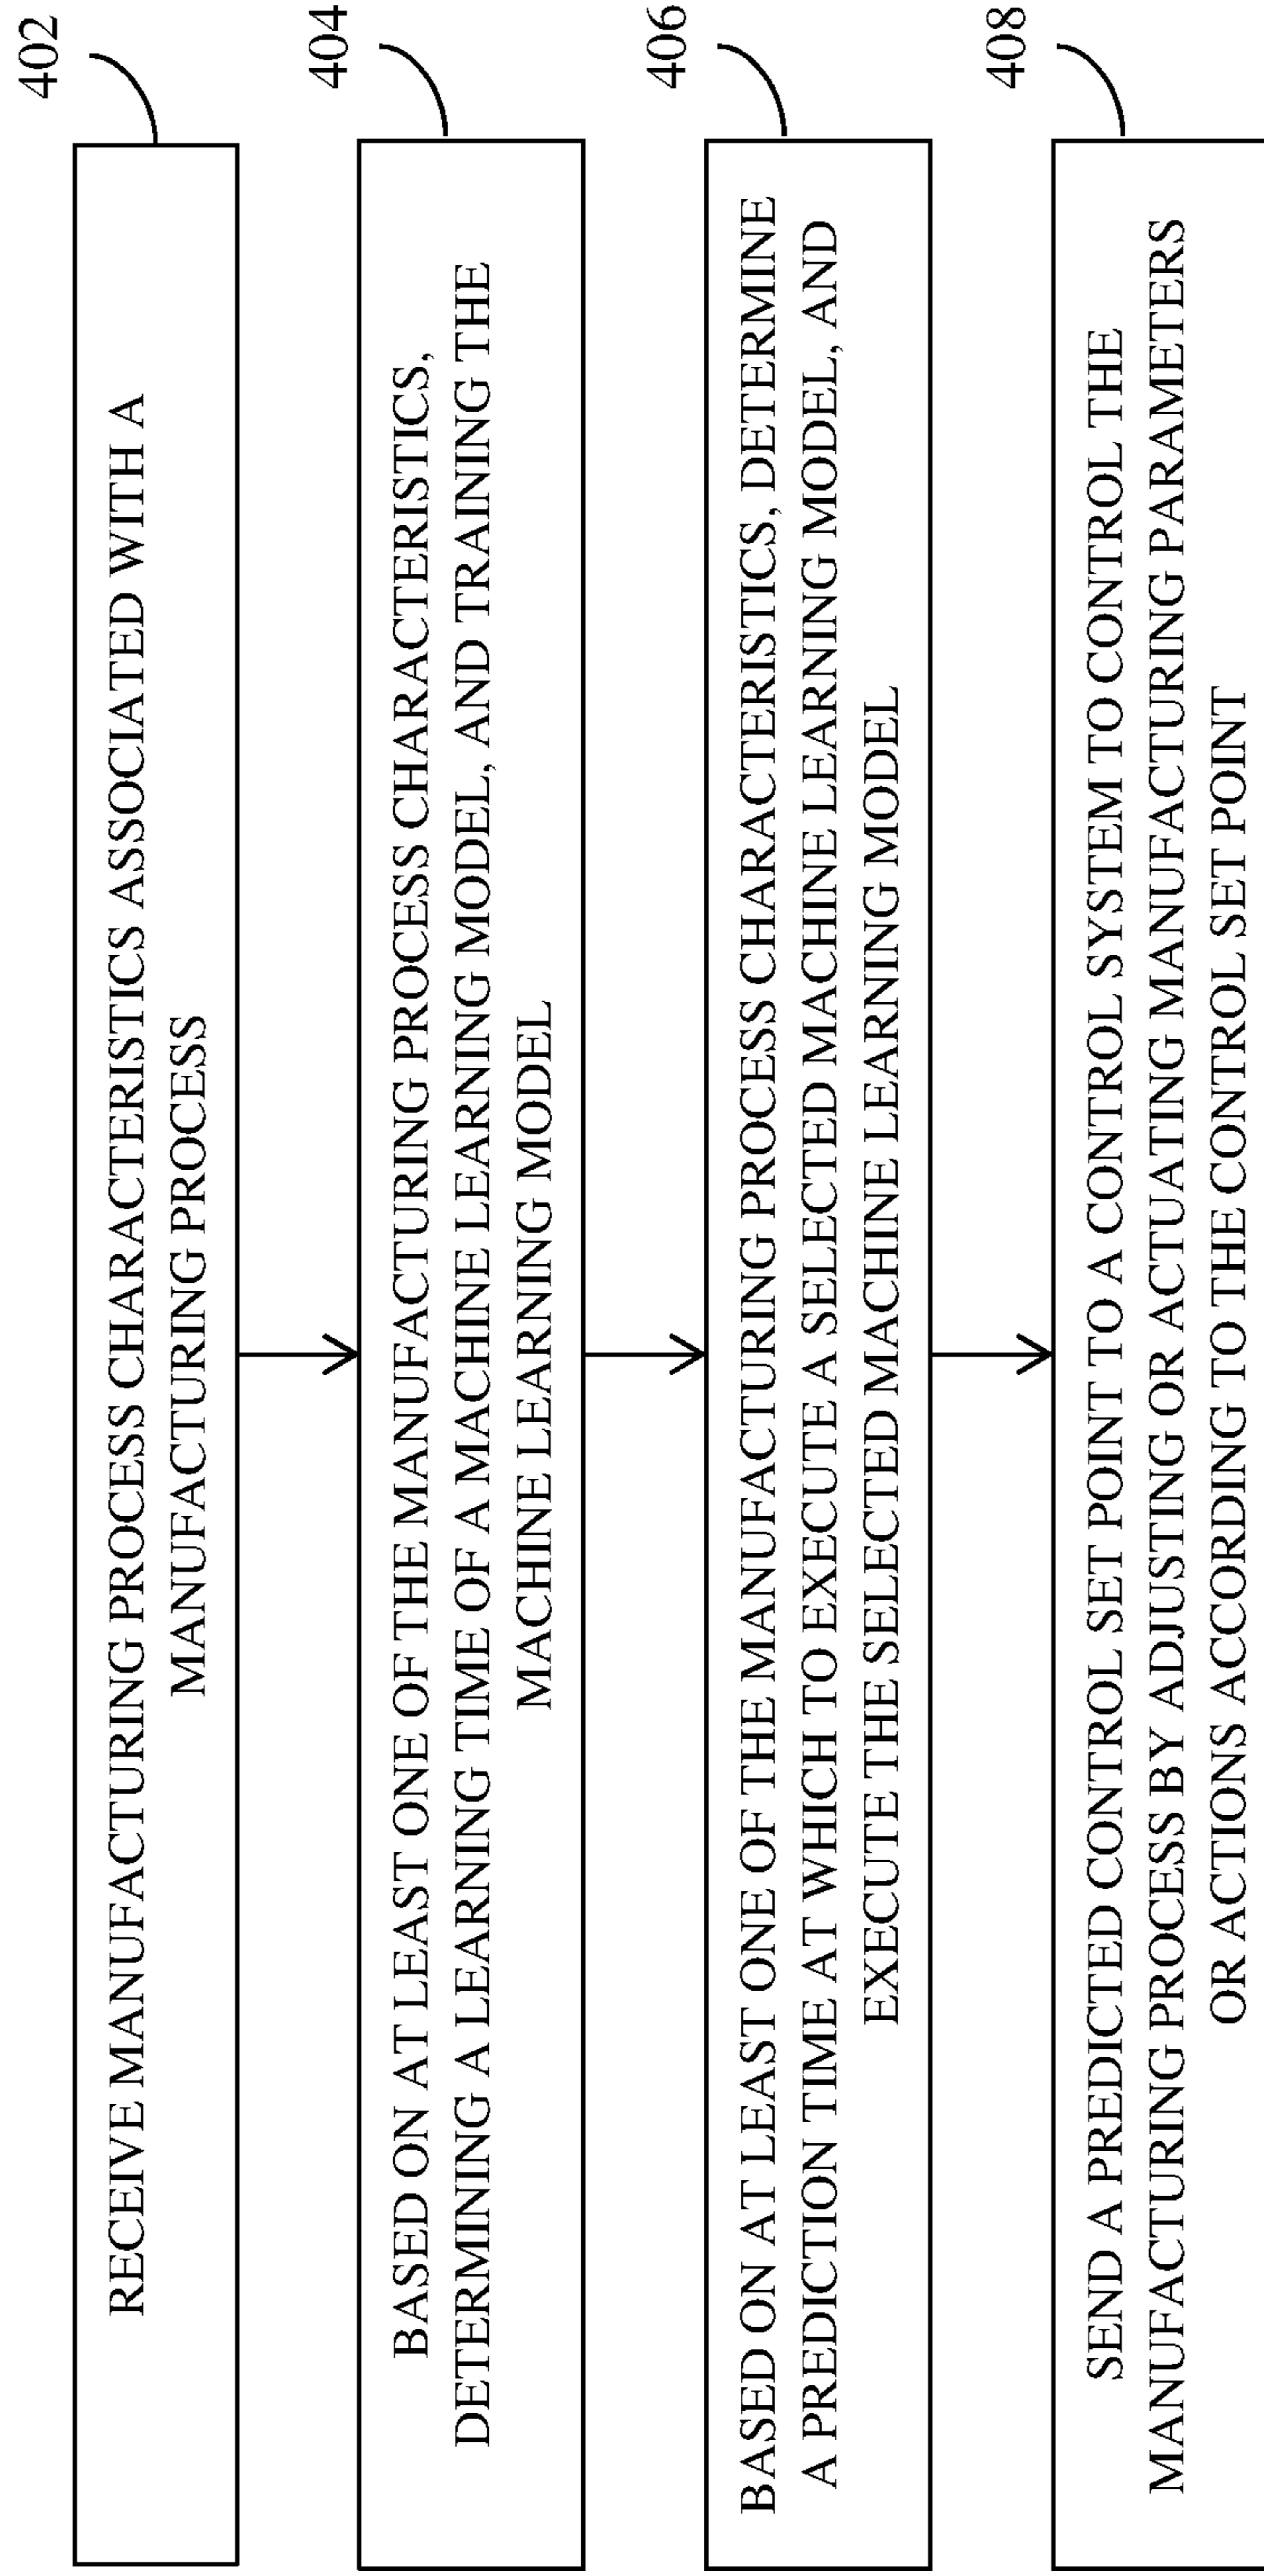 402
RECEIVE MANUFACTURING PROCESS CHARACTERISTICS ASSOCIATED WITH A
MANUFACTURING PROCESS
404
BASED ON AT LEAST ONE OF THE MANUFACTURING PROCESS CHARACTERISTICS,
DETERMINING A LEARNING TIME OF A MACHINE LEARNING MODEL, AND TRAINING THE
MACHINE LEARNING MODEL
406
BASED ON AT LEAST ONE OF THE MANUFACTURING PROCESS CHARACTERISTICS, DETERMINE
A PREDICTION TIME AT WHICH TO EXECUTE A SELECTED MACHINE LEARNING MODEL, AND
EXECUTE THE SELECTED MACHINE LEARNING MODEL
408
SEND A PREDICTED CONTROL SET POINT TO A CONTROL SYSTEM TO CONTROL THE
MANUFACTURING PROCESS BY ADJUSTING OR ACTUATING MANUFACTURING PARAMETERS
OR ACTIONS ACCORDING TO THE CONTROL SET POINT